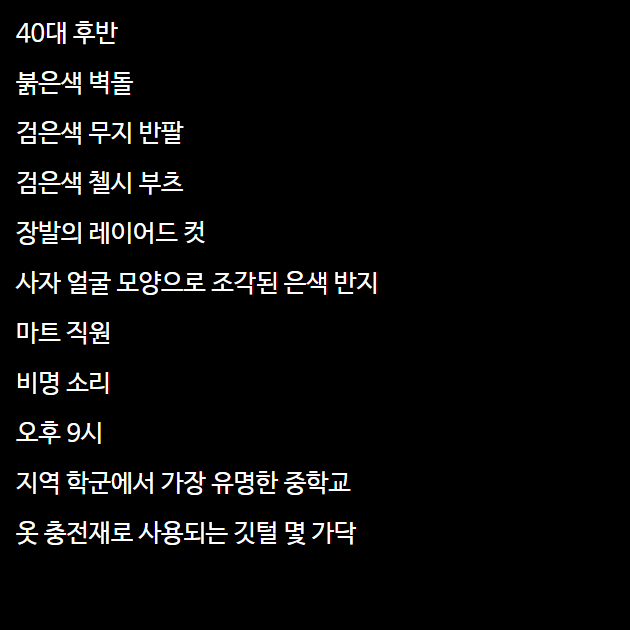 40대 후반
붉은색 벽돌
검은색 무지 반팔
검은색 첼시 부츠
장발의 레이어드 컷
사자 얼굴 모양으로 조각된 은색 반지
마트 직원
비명 소리
오후 9시
지역 학군에서 가장 유명한 중학교
옷 충전재로 사용되는 깃털 몇 가닥